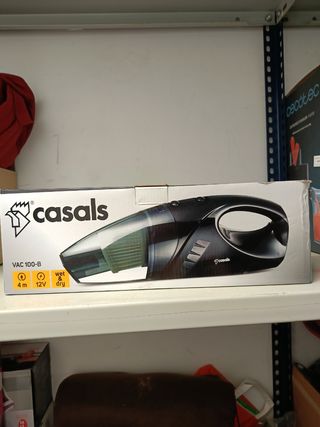 casals
VAC 100-B
4 m
12V
wet & dry
casals
cecotec